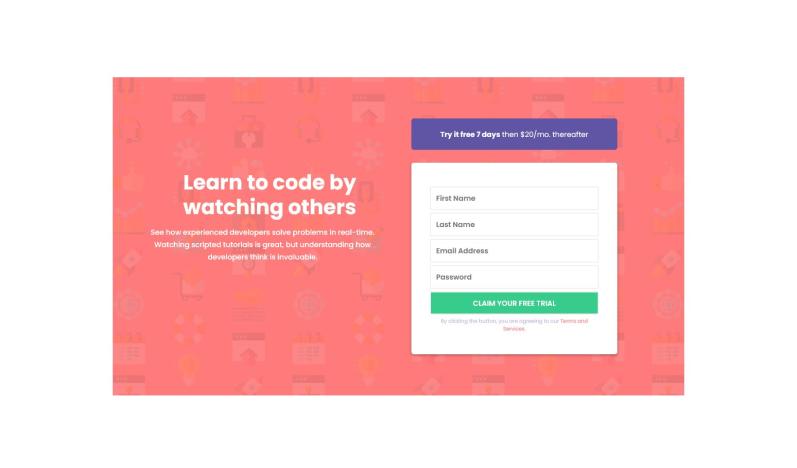 Learn to code by
watching others
See how experienced developers solve problems in real-time.
Watching scripted tutorials is great, but understanding how
developers think is invaluable.
Try it free 7 days then $20/mo. thereafter
First Name
Last Name
Email Address
Password
CLAIM YOUR FREE TRIAL
By clicking the button, you are agreeing to our Terms and
Services.